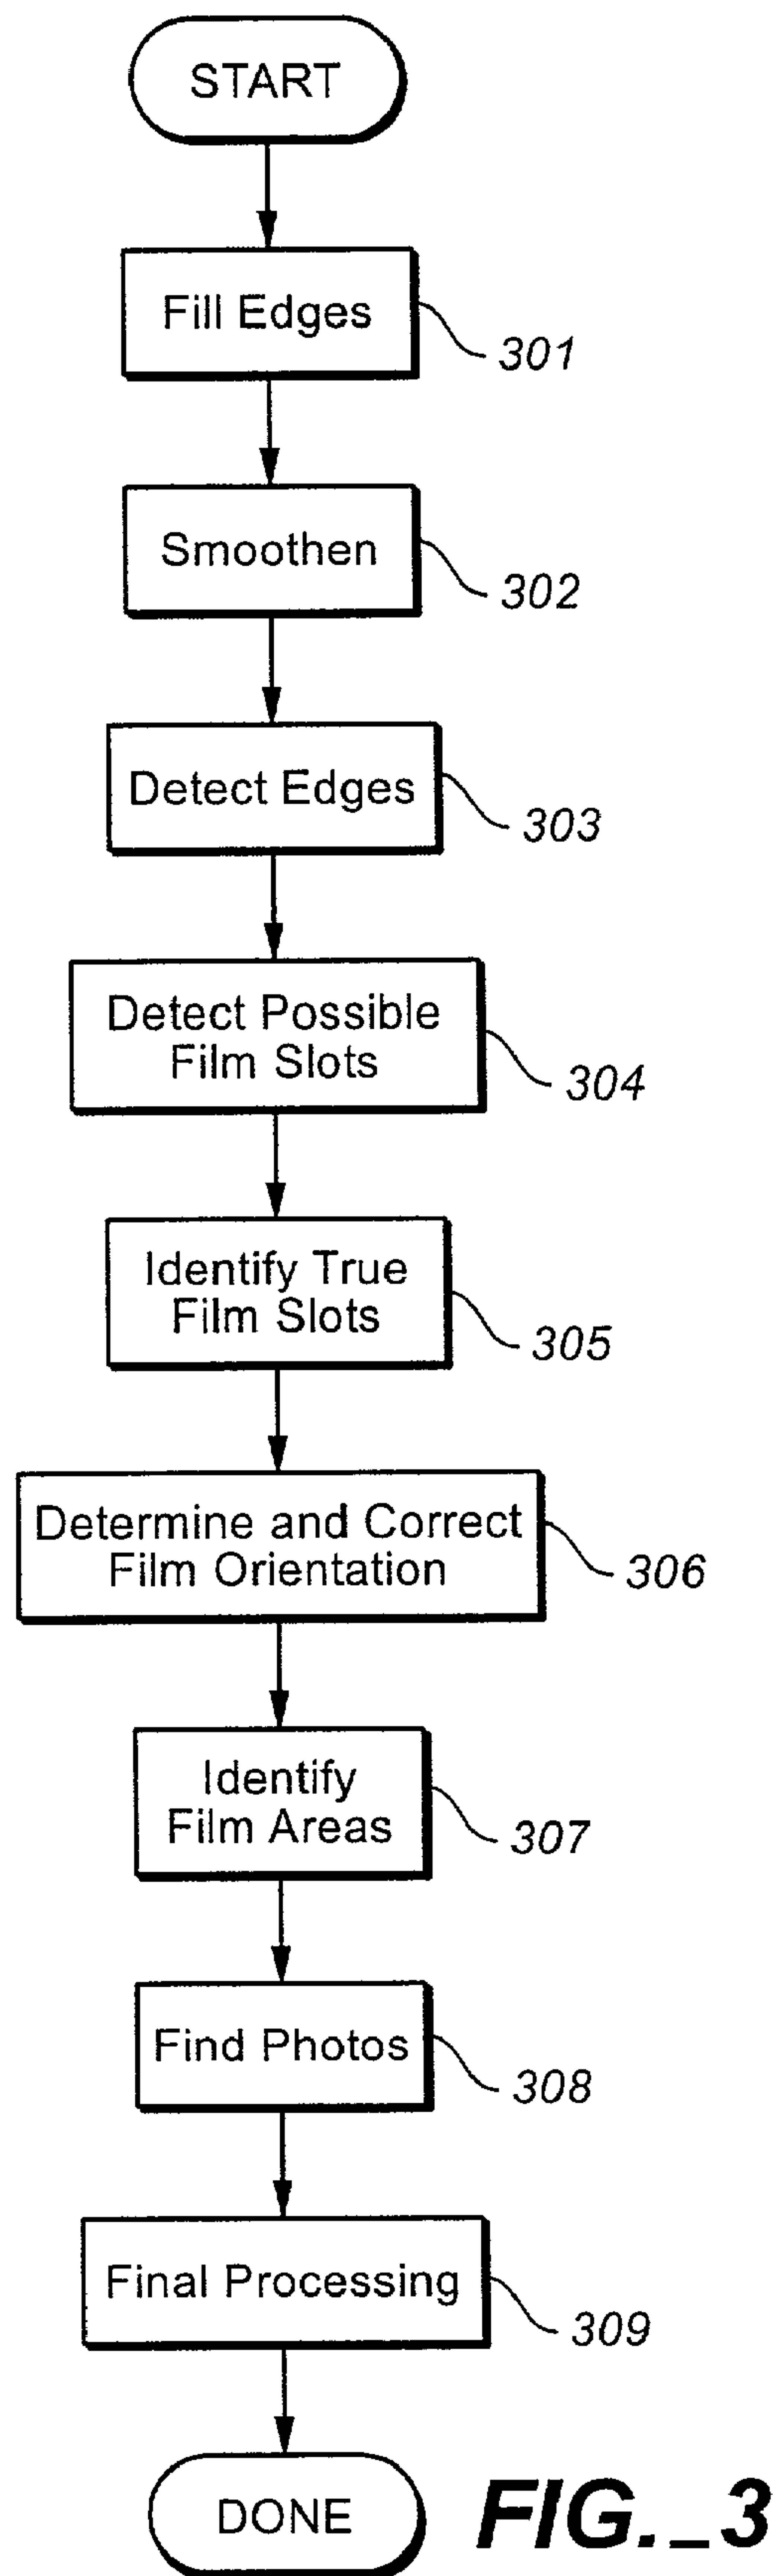 START
Fill Edges
301
Smoothen
302
Detect Edges
303
Detect Possible
Film Slots
304
Identify True
Film Slots
305
Determine and Correct
Film Orientation
306
Identify
Film Areas
307
Find Photos
308
Final Processing
309
DONE
FIG._3